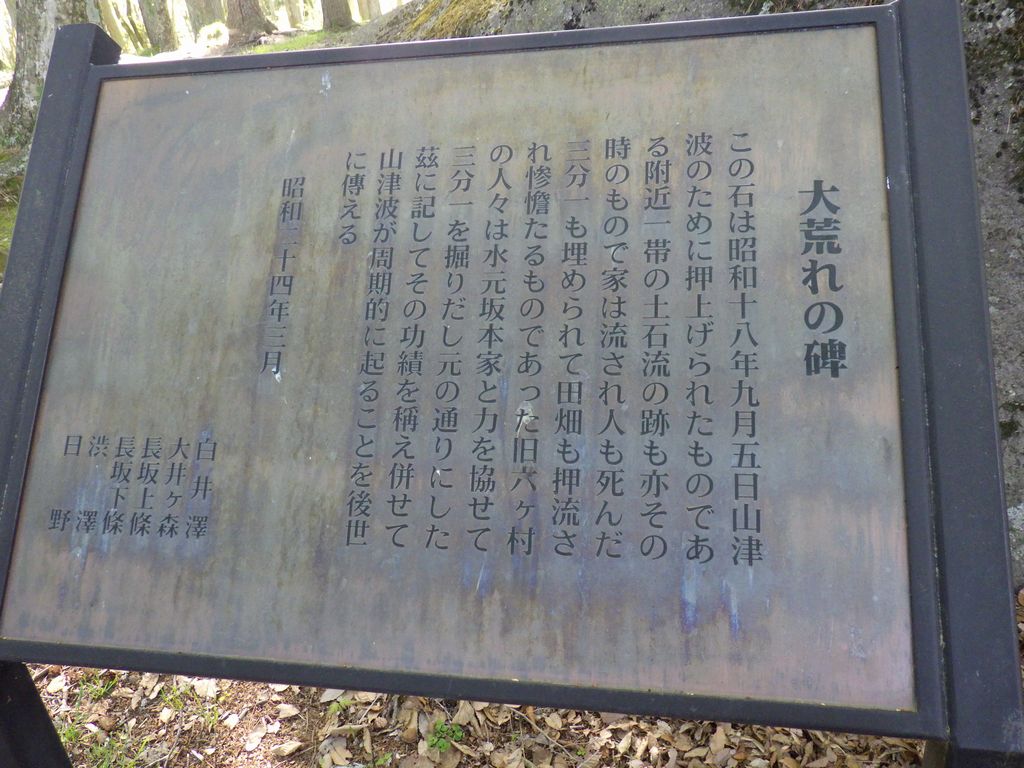 大荒れの碑
この石は昭和十八年九月五日山津
波のために押上げられたものであ
る附近一帯の土石流の跡も亦その
時のもので家は流され人も死んだ
三分一も埋められて田畑も押流さ
れ惨憺たるものであった旧六ヶ村
の人々は水元坂本家と力を協せて
三分一を掘りだし元の通りにした
茲に記してその功績を稱え併せて
山津波が周期的に起ることを後世
に傳える
昭和二十四年三月
白井澤
大井ヶ森
長坂上條
長坂下條
渋澤
日野